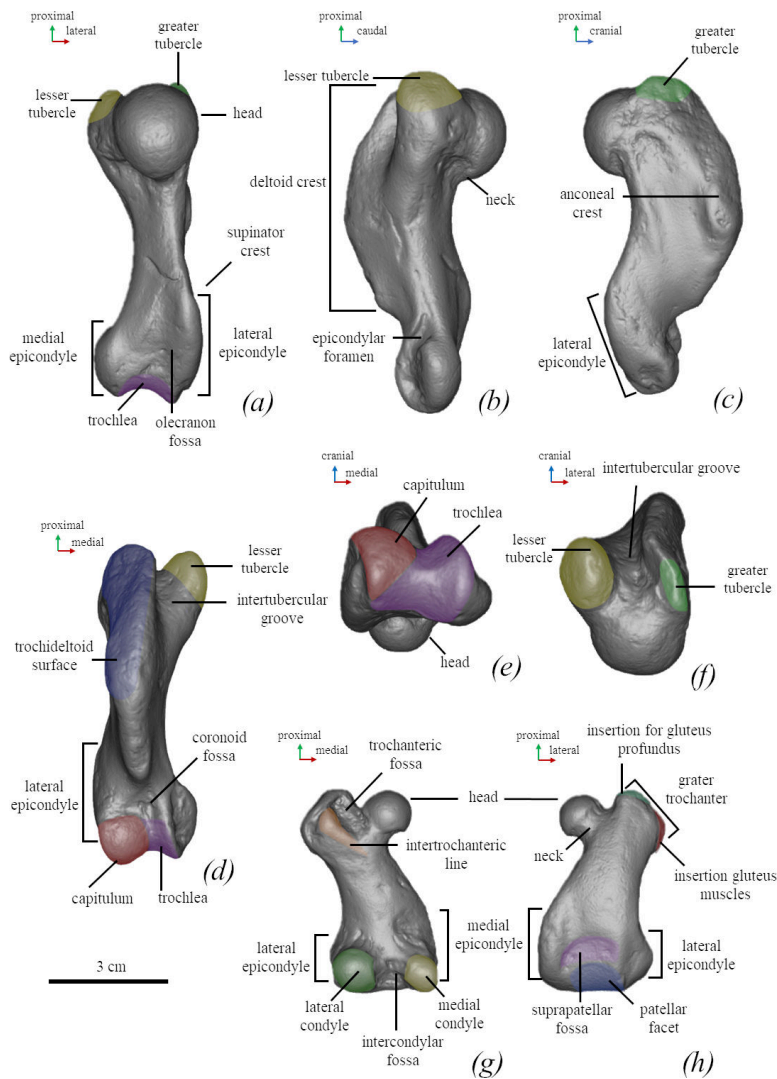 proximal
lateral
greater
tubercle
lesser
tubercle
head
supinator
crest
medial
epicondyle
lateral
epicondyle
trochlea
olecranon
fossa
(a)
proximal
caudal
lesser tubercle
deltoid crest
neck
epicondylar
foramen
(b)
proximal
cranial
greater
tubercle
anconeal
crest
lateral
epicondyle
(c)
proximal
medial
lesser
tubercle
intertubercular
groove
trochideltoid
surface
coronoid
fossa
lateral
epicondyle
capitulum
trochlea
(d)
cranial
medial
capitulum
trochlea
head
(e)
cranial
lateral
intertubercular groove
lesser
tubercle
greater
tubercle
(f)
proximal
medial
trochanteric
fossa
head
intertrochanteric
line
lateral
epicondyle
medial
epicondyle
lateral
condyle
medial
condyle
intercondylar
fossa
(g)
proximal
lateral
insertion for gluteus
profundus
grater
trochanter
neck
insertion gluteus
muscles
lateral
epicondyle
suprapatellar
fossa
patellar
facet
(h)
3 cm